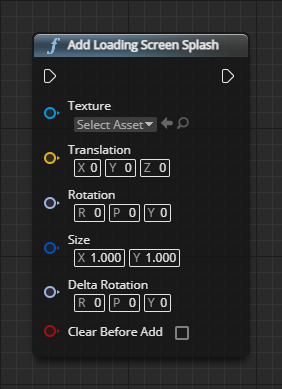 f Add Loading Screen Splash
Texture
Select Asset
Translation
X 0 Y 0 Z 0
Rotation
R 0 P 0 Y 0
Size
X 1.000 Y 1.000
Delta Rotation
R 0 P 0 Y 0
Clear Before Add